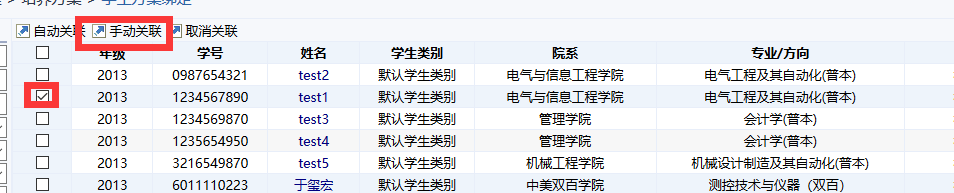 培养方案 > 学生方案绑定
自动关联 手动关联 取消关联
年级 学号 姓名 学生类别 院系 专业/方向
2013 0987654321 test2 默认学生类别 电气与信息工程学院 电气工程及其自动化(普本)
2013 1234567890 test1 默认学生类别 电气与信息工程学院 电气工程及其自动化(普本)
2013 1234569870 test3 默认学生类别 管理学院 会计学(普本)
2013 1235654950 test4 默认学生类别 管理学院 会计学(普本)
2013 3216549870 test5 默认学生类别 机械工程学院 机械设计制造及其自动化(普本)
2013 6011110223 于玺宏 默认学生类别 中美双百学院 测控技术与仪器（双百)